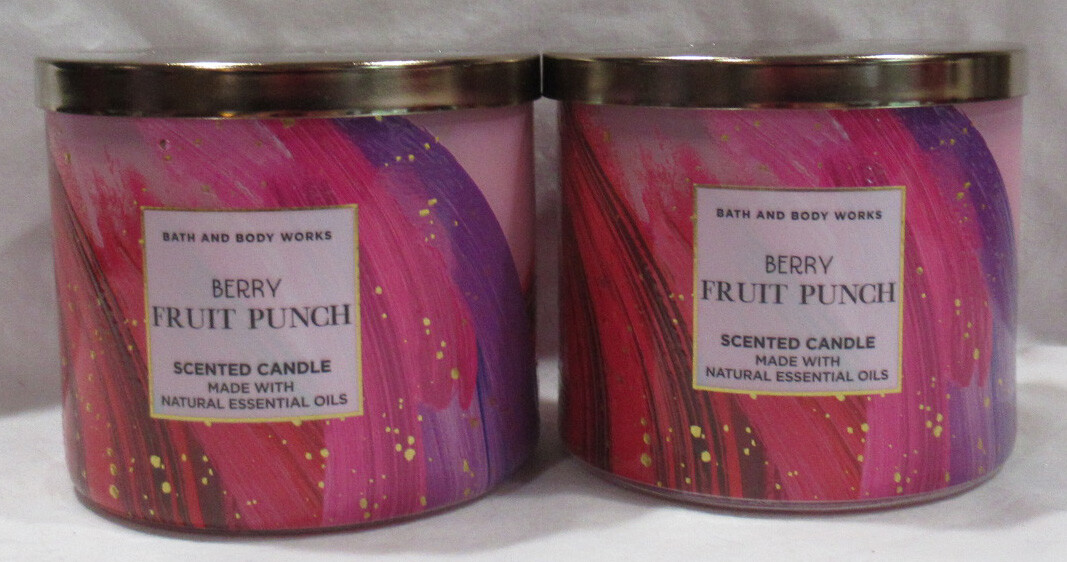 BATH AND BODY WORKS
BERRY
FRUIT PUNCH
SCENTED CANDLE
MADE WITH
NATURAL ESSENTIAL OILS
BATH AND BODY WORKS
BERRY
FRUIT PUNCH
SCENTED CANDLE
MADE WITH
NATURAL ESSENTIAL OILS